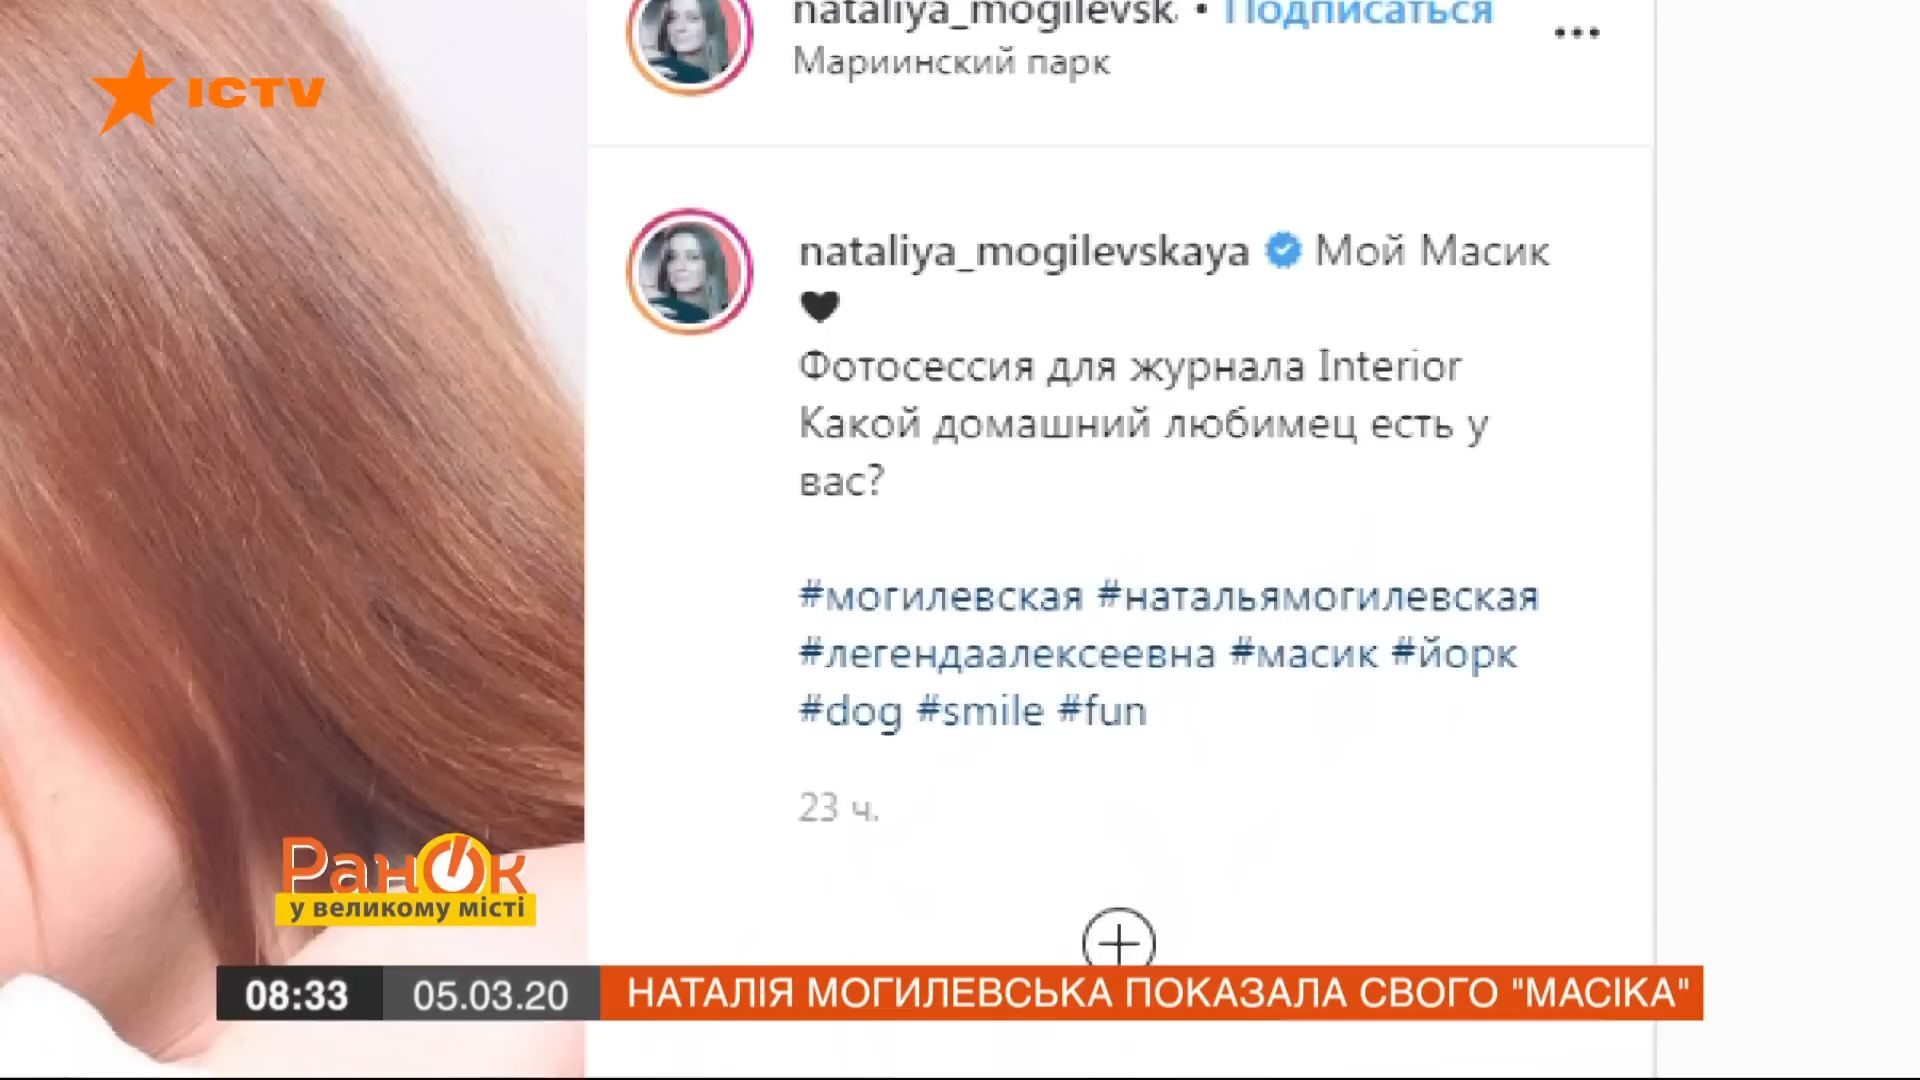 ICTV
nataliya_mogilevsk • Подписаться
Мариинский парк
nataliya_mogilevskaya Мой Масик
🖤
Фотосессия для журнала Interior
Какой домашний любимец есть у
вас?
#могилевская #натальямогилевская
#легендаалексеевна #масик #йорк
#dog #smile #fun
23 ч.
Ранок
у великому місті
08:33 05.03.20 НАТАЛІЯ МОГИЛЕВСЬКА ПОКАЗАЛА СВОГО "МАСІКА"